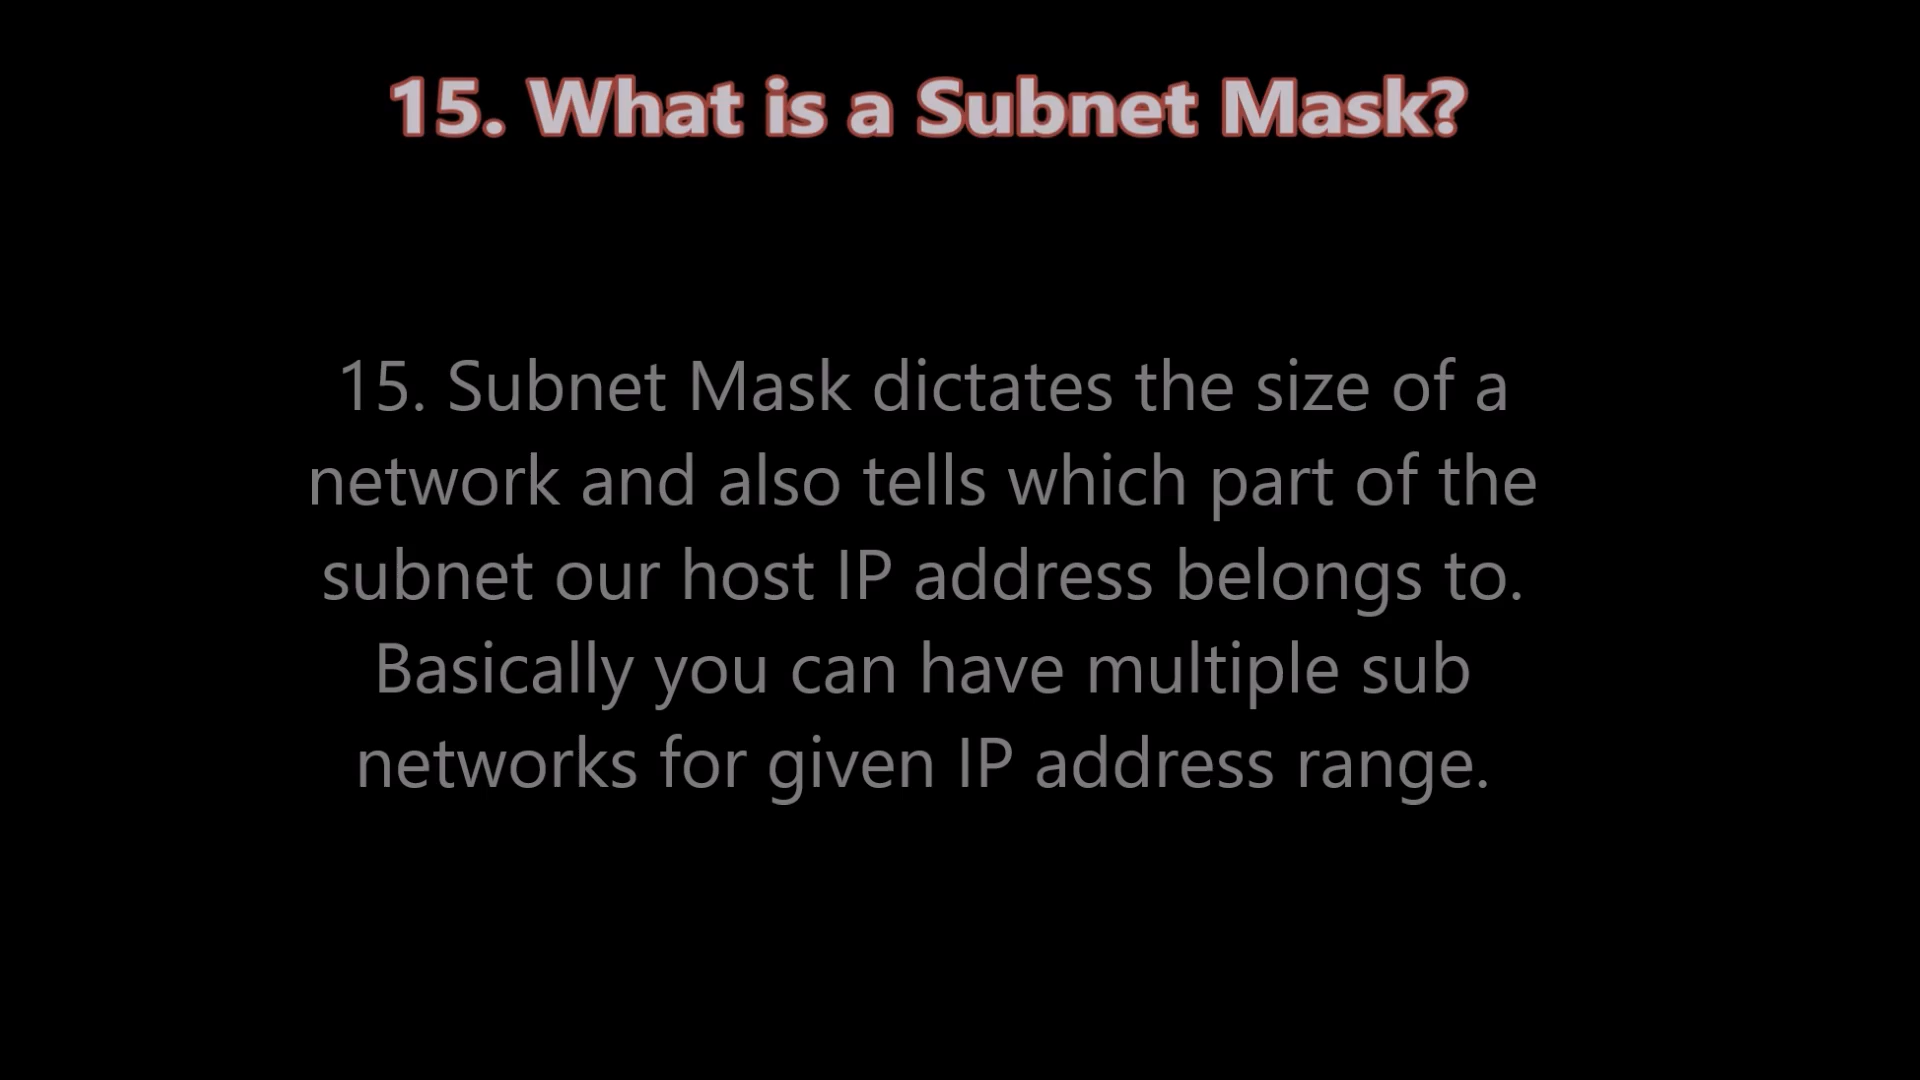 15. What is a Subnet Mask?
15. Subnet Mask dictates the size of a
network and also tells which part of the
subnet our host IP address belongs to.
Basically you can have multiple sub
networks for given IP address range.